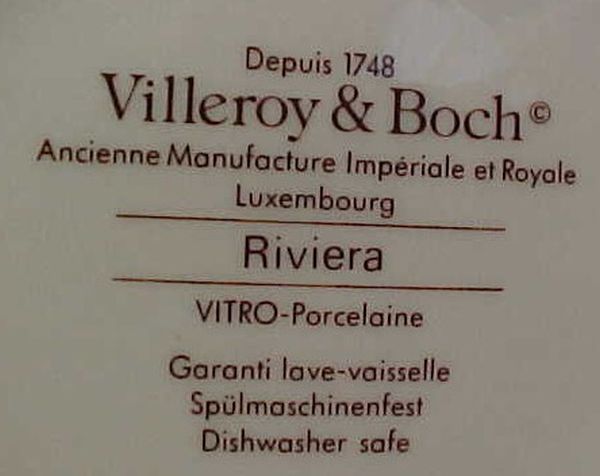 Depuis 1748
Villeroy & Boch©
Ancienne Manufacture Impériale et Royale
Luxembourg
Riviera
VITRO-Porcelaine
Garanti lave-vaisselle
Spülmaschinenfest
Dishwasher safe